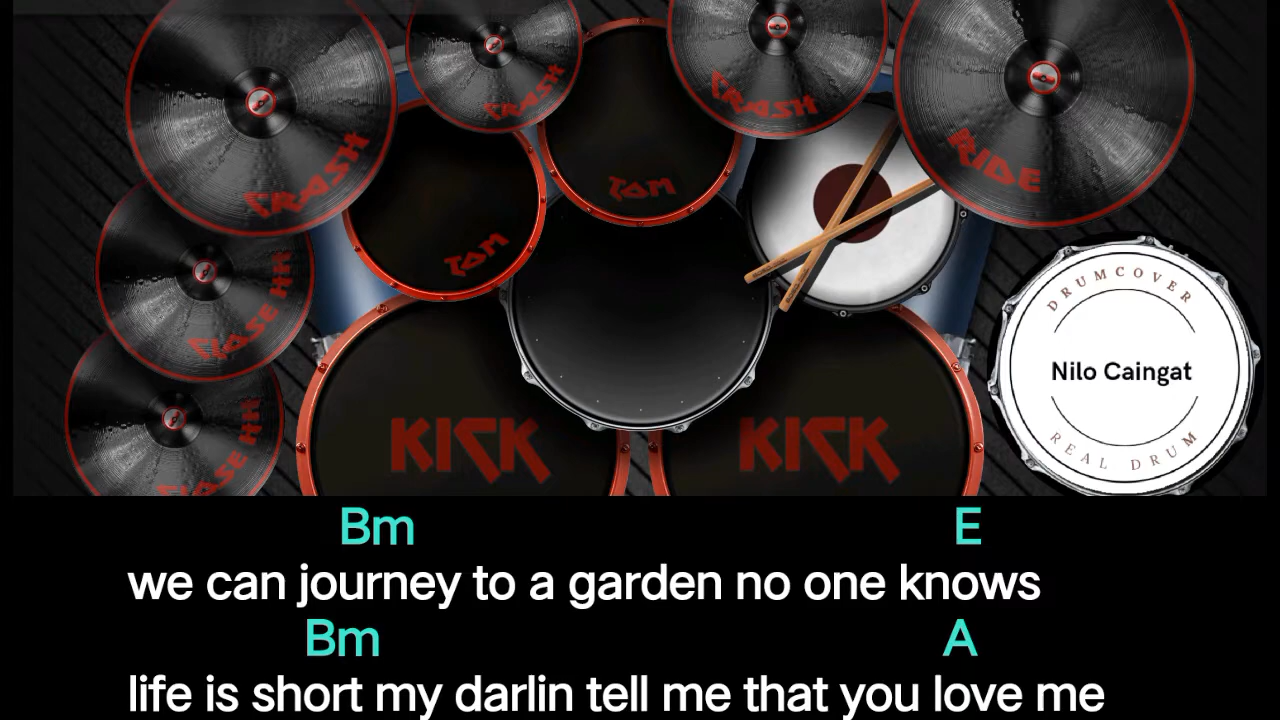 CRASH
CRASH
CRASH
RIDE
TOM
TOM
CLOSE HH
CLOSE HH
KICK
KICK
DRUMCOVER
Nilo Caingat
REAL DRUM
Bm E
we can journey to a garden no one knows
Bm A
life is short my darlin tell me that you love me